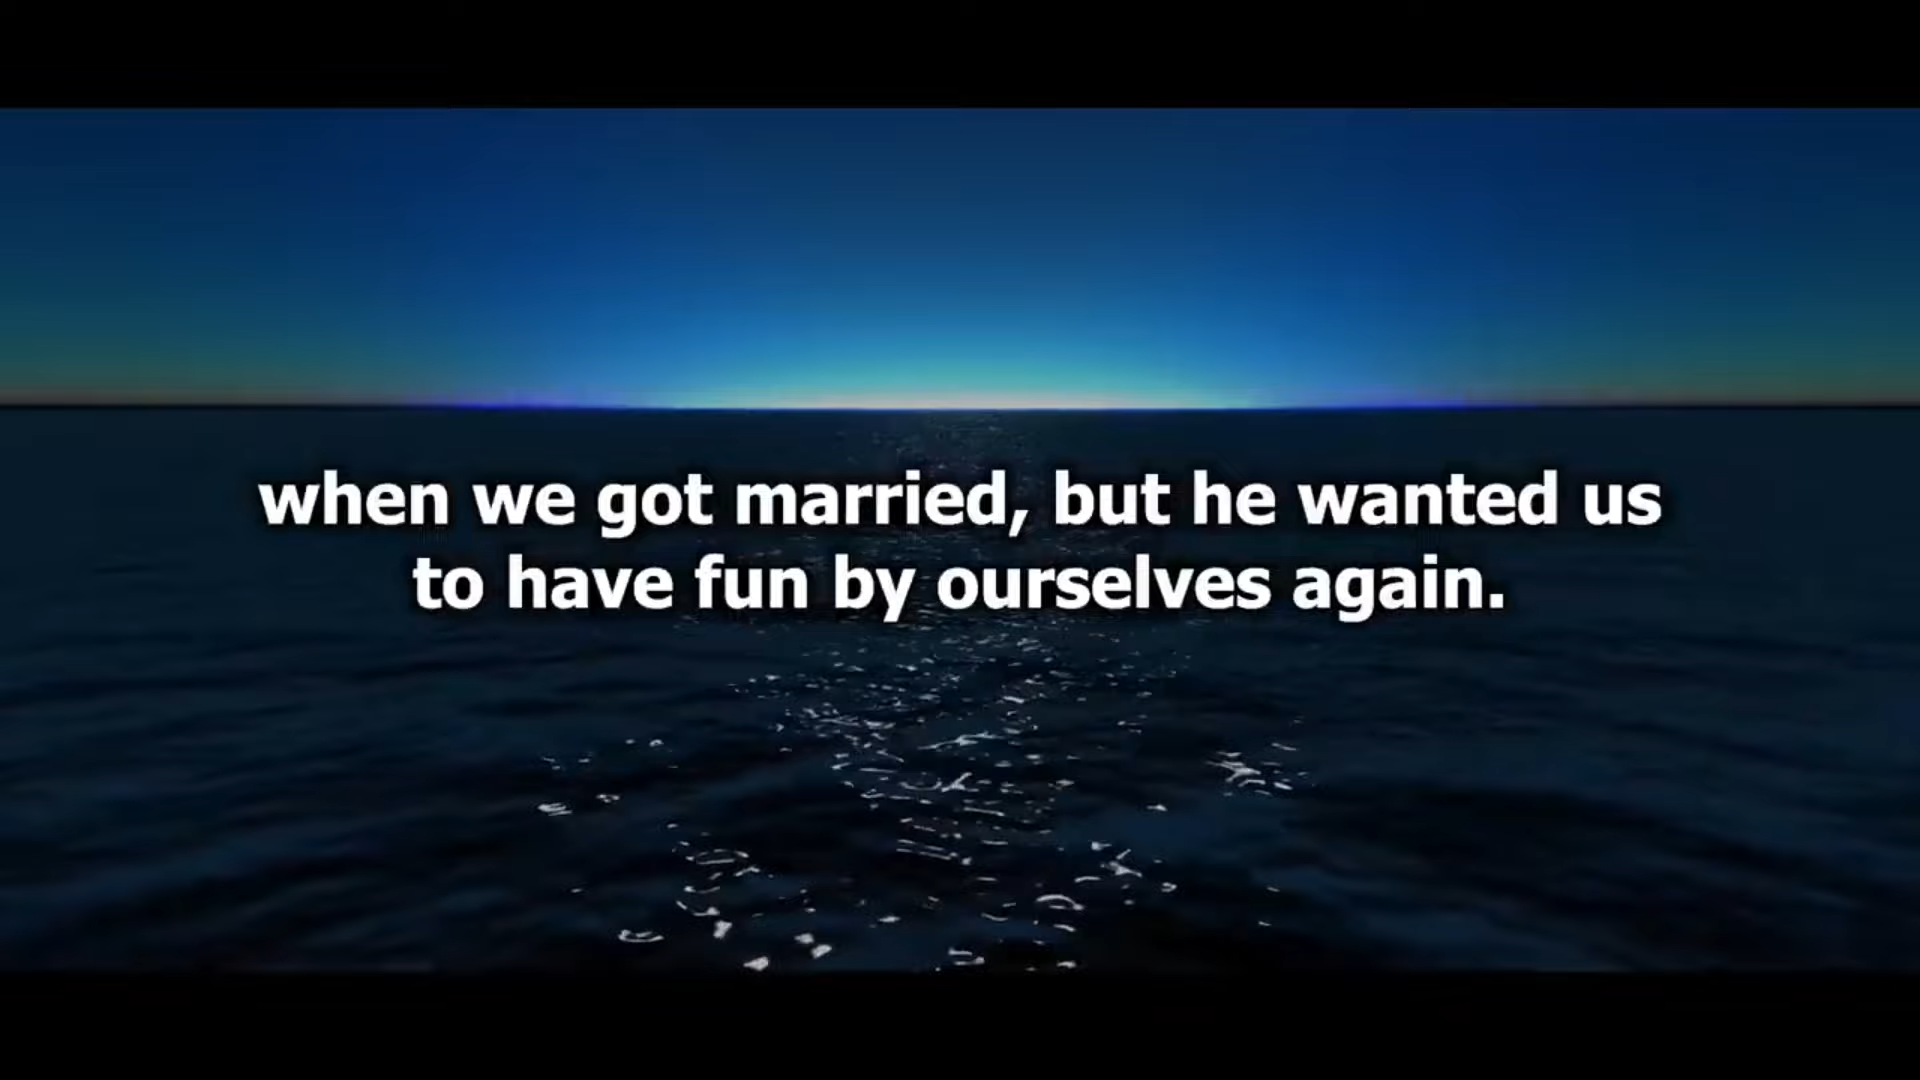 when we got married, but he wanted us
to have fun by ourselves again.